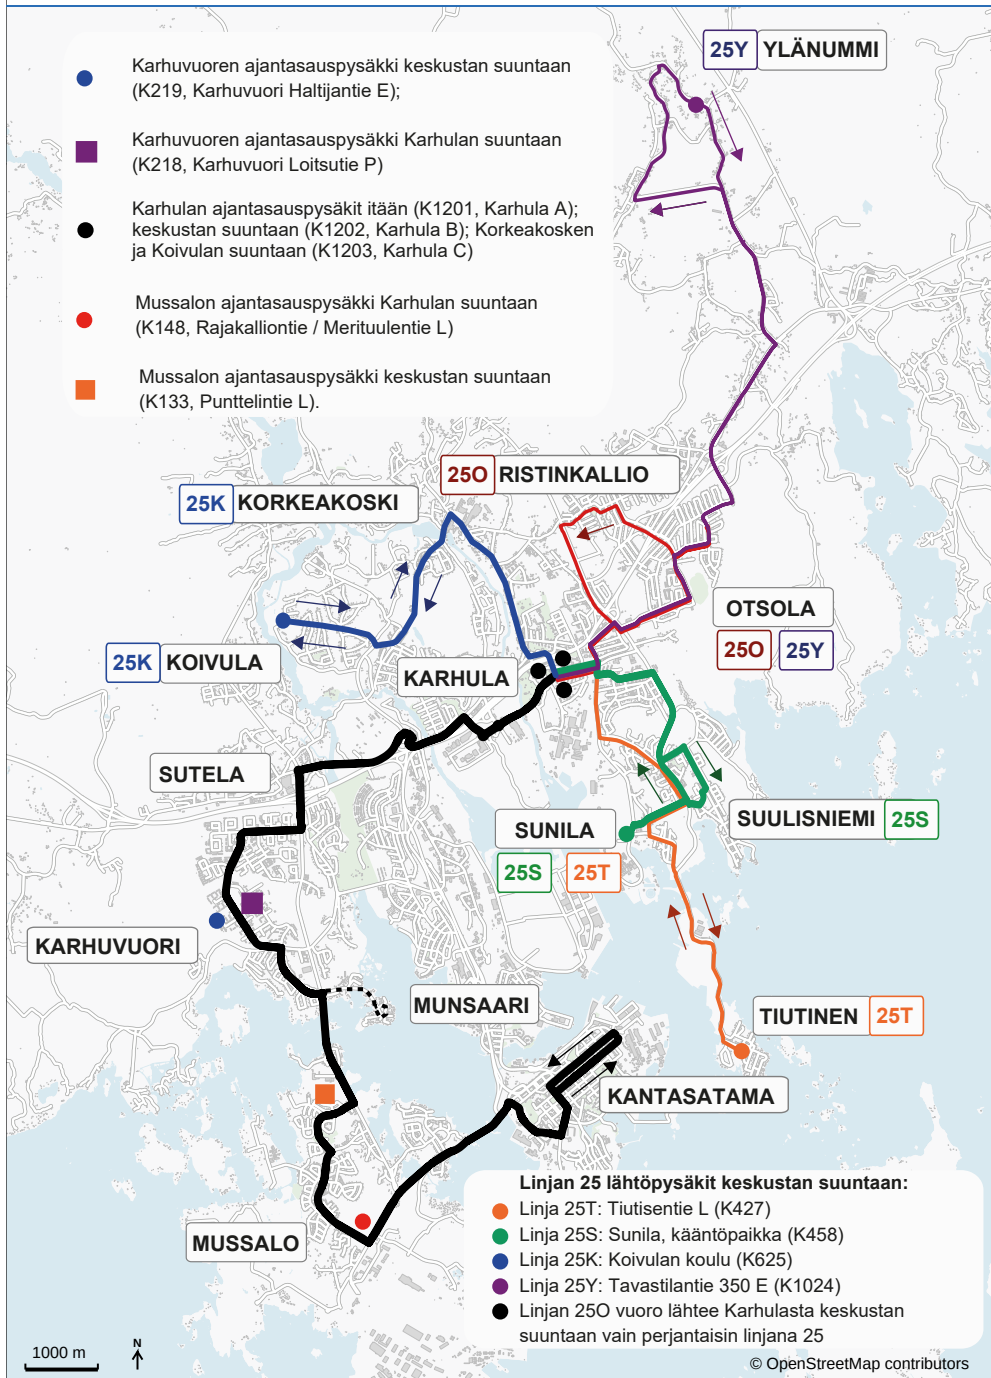 25Y YLÄNUMMI
Karhuvuoren ajantasauspysäkki keskustan suuntaan
(K219, Karhuvuori Haltijantie E);
Karhuvuoren ajantasauspysäkki Karhulan suuntaan
(K218, Karhuvuori Loitsutie P)
Karhulan ajantasauspysäkit itään (K1201, Karhula A);
keskustan suuntaan (K1202, Karhula B); Korkeakosken
ja Koivulan suuntaan (K1203, Karhula C)
Mussalon ajantasauspysäkki Karhulan suuntaan
(K148, Rajakalliontie / Merituulentie L)
Mussalon ajantasauspysäkki keskustan suuntaan
(K133, Punttelintie L).
25O RISTINKALLIO
25K KORKEAKOSKI
OTSOLA
25O 25Y
25K KOIVULA
KARHULA
SUTELA
SUULISNIEMI 25S
SUNILA
25S 25T
KARHUVUORI
MUNSAARI
TIUTINEN 25T
KANTASATAMA
MUSSALO
Linjan 25 lähtöpysäkit keskustan suuntaan:
Linja 25T: Tiutisentie L (K427)
Linja 25S: Sunila, kääntöpaikka (K458)
Linja 25K: Koivulan koulu (K625)
Linja 25Y: Tavastilantie 350 E (K1024)
Linjan 25O vuoro lähtee Karhulasta keskustan
suuntaan vain perjantaisin linjana 25
1000 m
N
© OpenStreetMap contributors